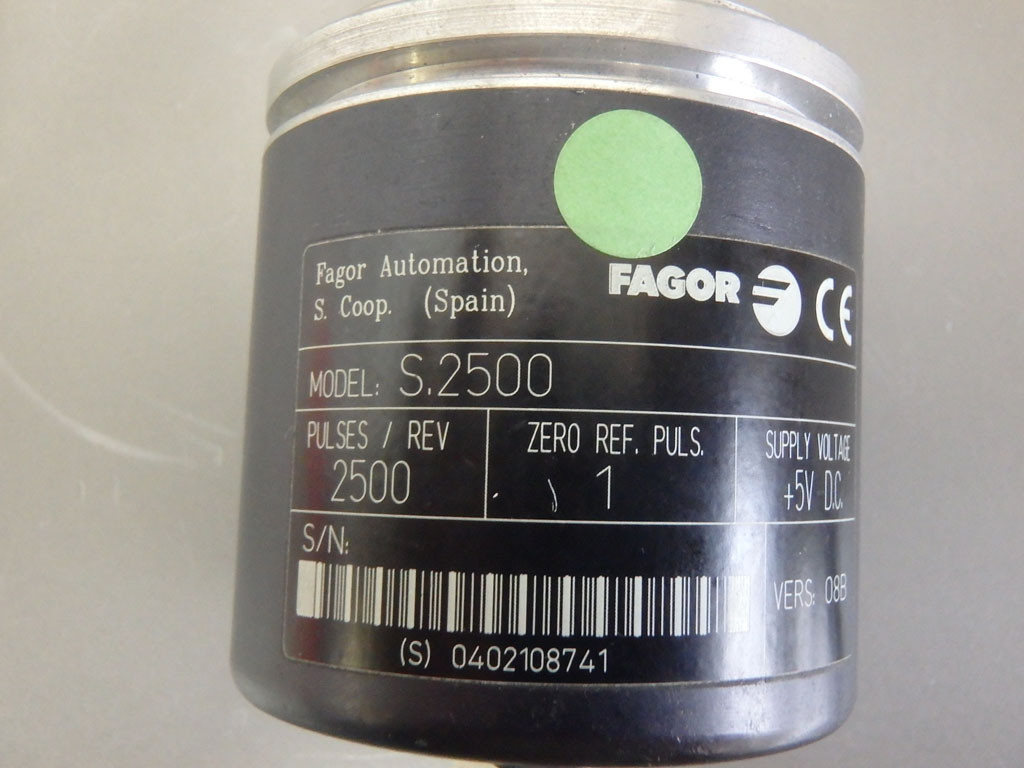 Fagor Automation,
S. Coop. (Spain)
FAGOR CE
MODEL: S.2500
PULSES / REV
2500
ZERO REF. PULS.
1
SUPPLY VOLTAGE
+5V D.C.
S/N:
VERS: 08B
(S) 0402108741